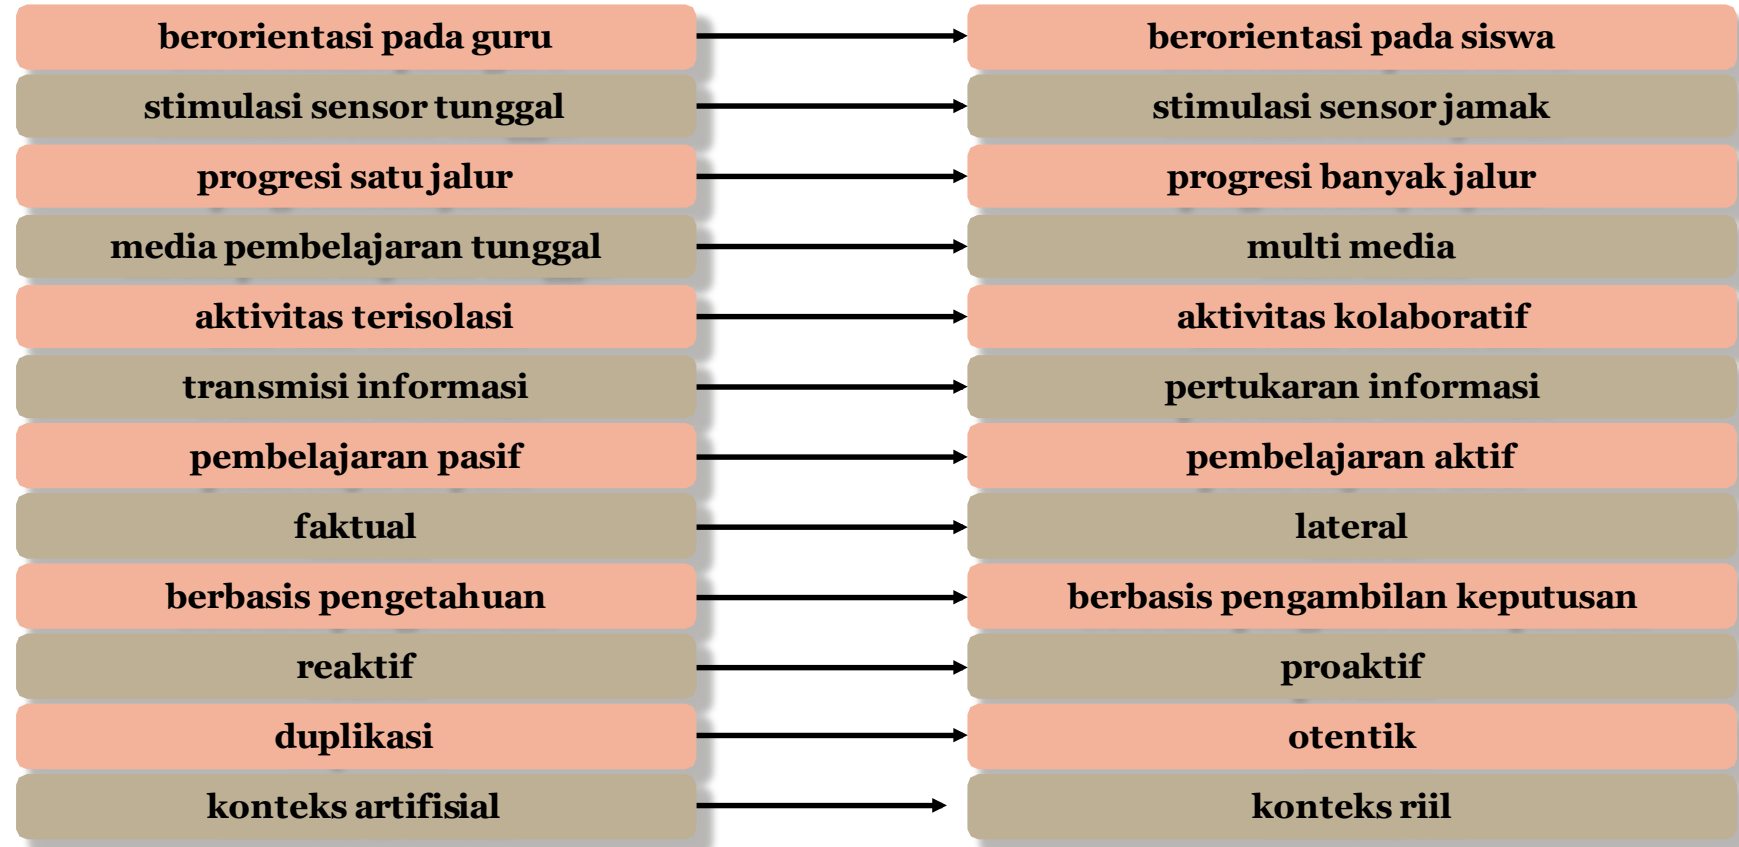 berorientasi pada guru
berorientasi pada siswa
stimulasi sensor tunggal
stimulasi sensor jamak
progresi satu jalur
progresi banyak jalur
media pembelajaran tunggal
multi media
aktivitas terisolasi
aktivitas kolaboratif
transmisi informasi
pertukaran informasi
pembelajaran pasif
pembelajaran aktif
faktual
lateral
berbasis pengetahuan
berbasis pengambilan keputusan
reaktif
proaktif
duplikasi
otentik
konteks artifisial
konteks riil